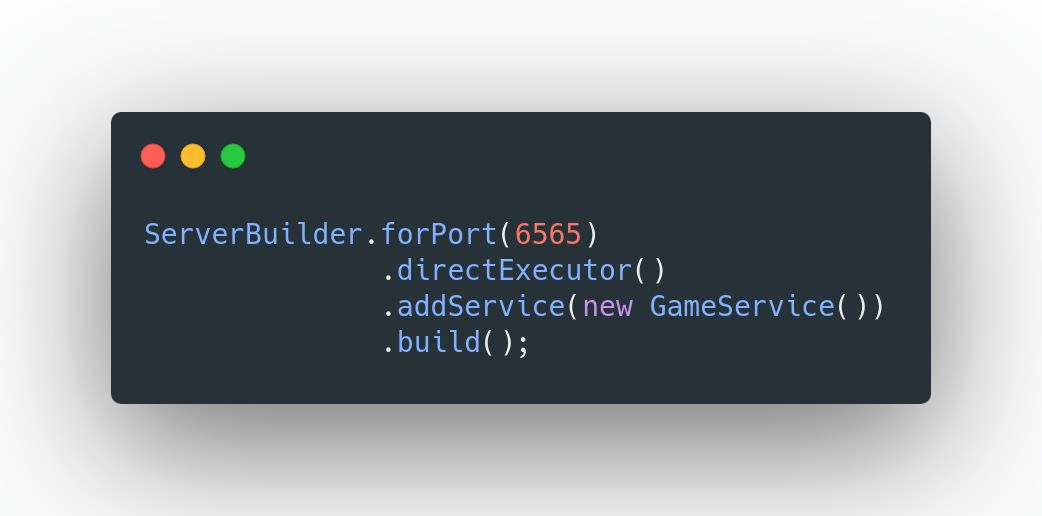 ServerBuilder.forPort(6565)
.directExecutor()
.addService(new GameService())
.build();